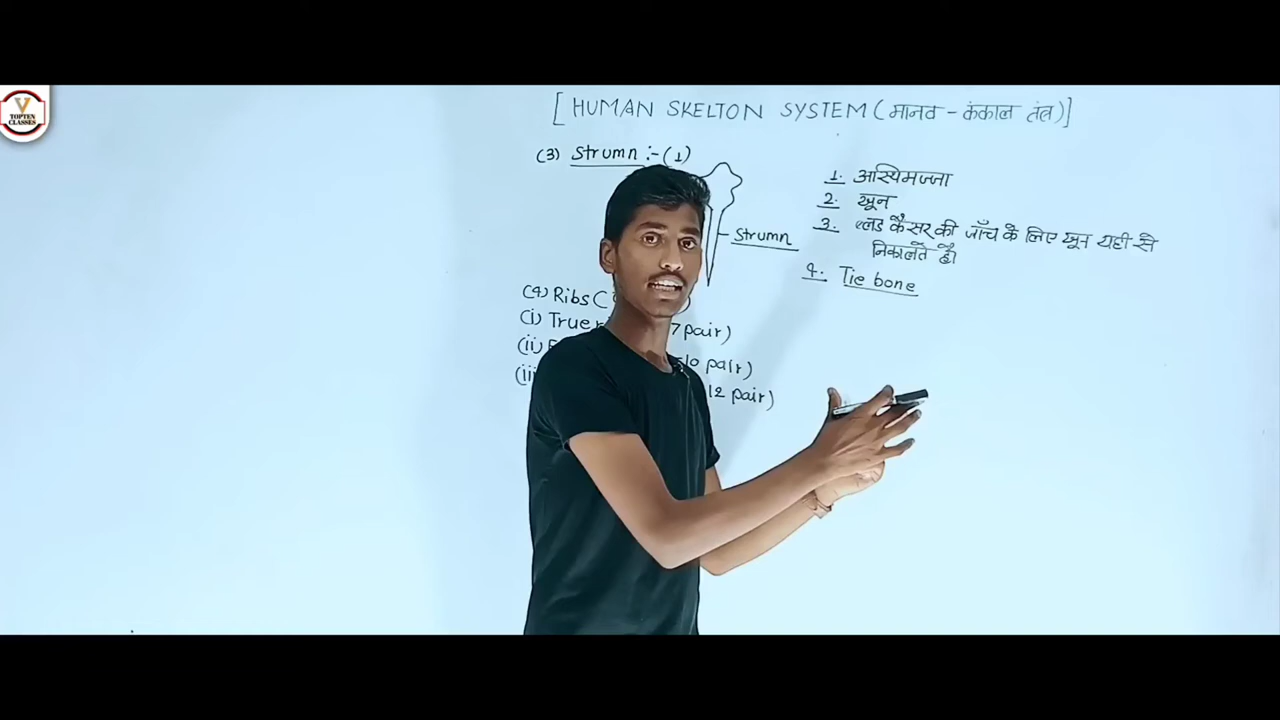 V
TOPTEN
CLASSES
[HUMAN SKELTON SYSTEM (मानव - कंकाल तंत्र)]
(3) Strumn :- (1)
Strumn
1. अस्थिमज्जा
2. खून
3. ब्लड कैंसर की जाँच के लिए खून यही से
निकालते है।
4. Tie bone
(4) Ribs (
(i) True 7 pair)
(ii) 10 pair)
(iii 12 pair)